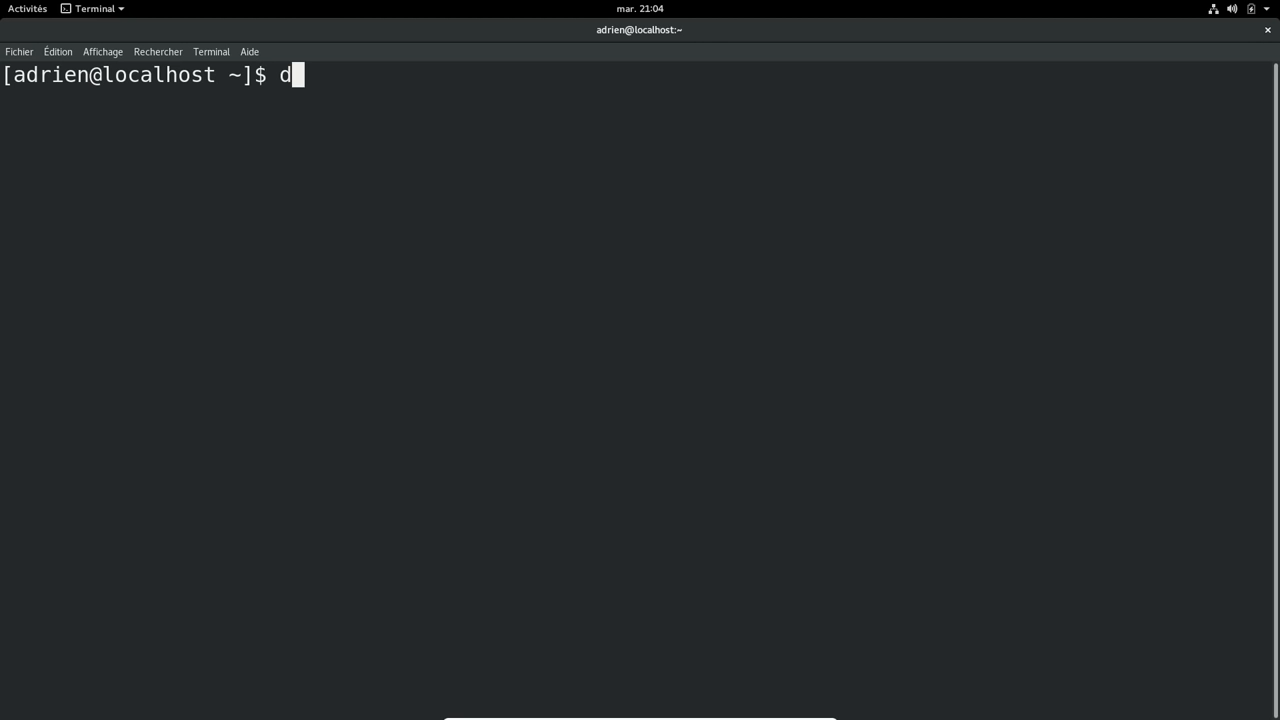 Activités Terminal mar. 21:04
adrien@localhost:~
Fichier Édition Affichage Rechercher Terminal Aide
[adrien@localhost ~]$ d